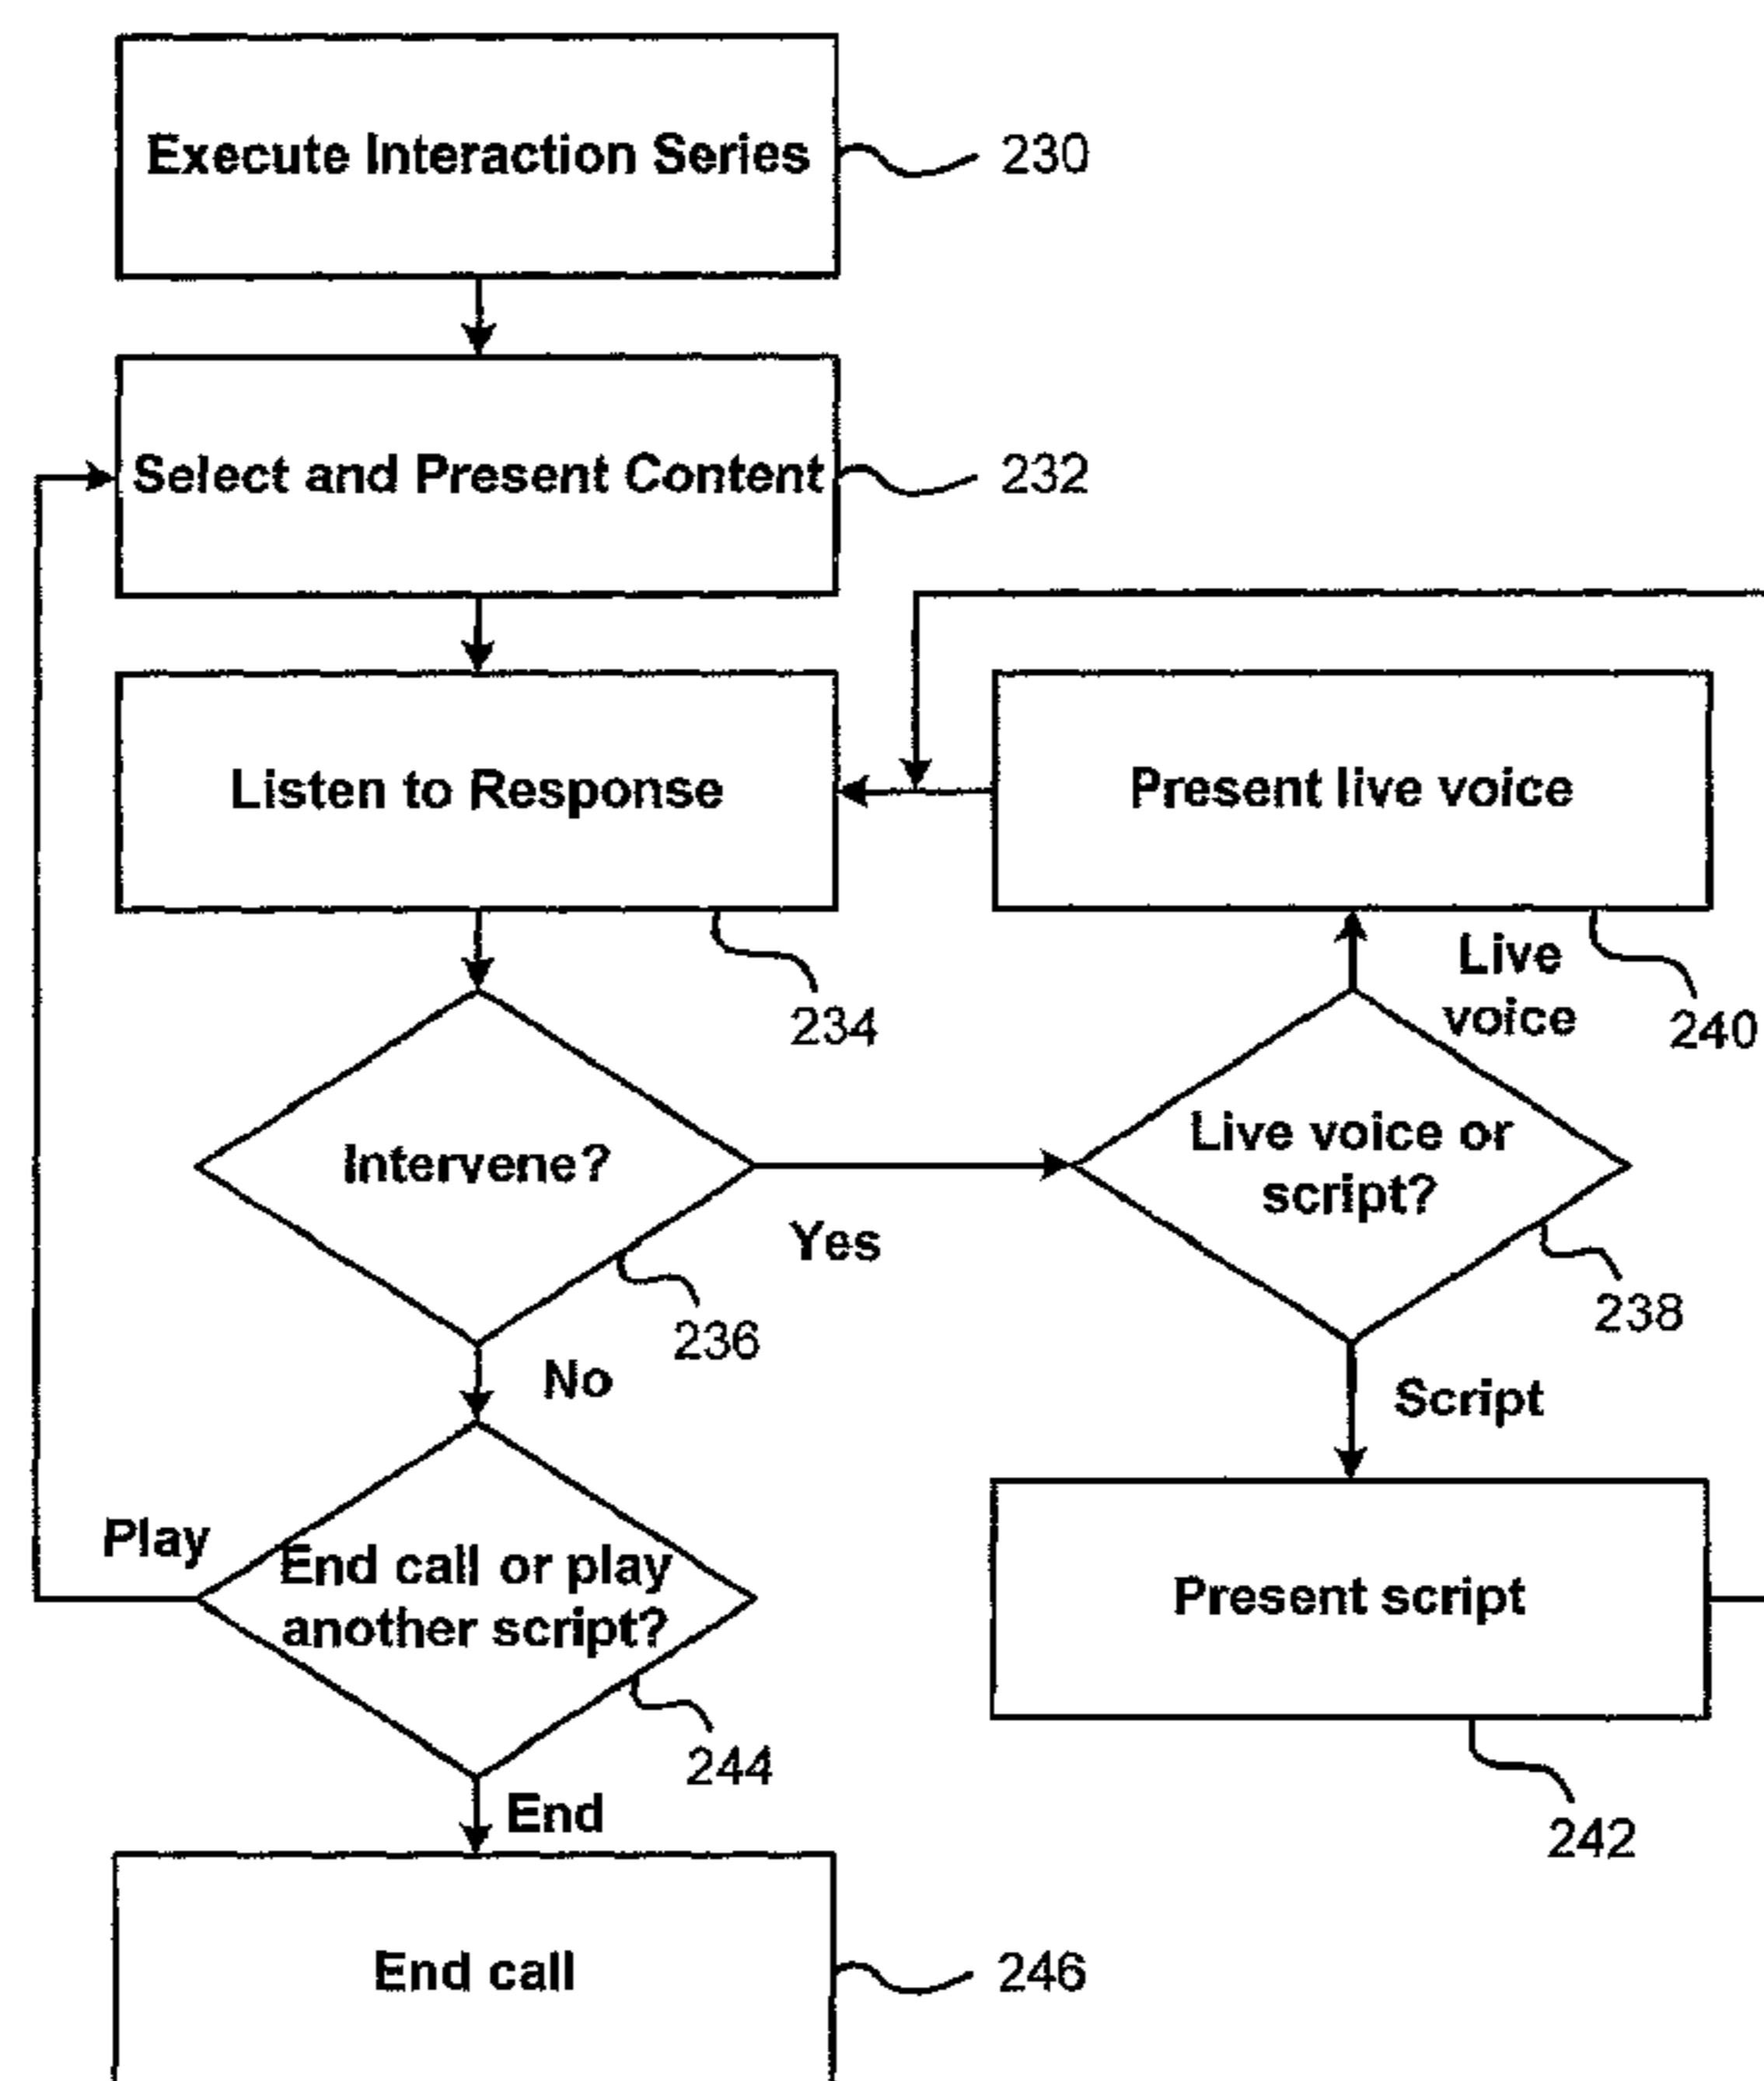 Execute Interaction Series
230
Select and Present Content
232
Listen to Response
234
Present live voice
240
Live
voice
Intervene?
236
Yes
Live voice or
script?
238
No
Script
Play
End call or play
another script?
244
Present script
242
End
End call
246